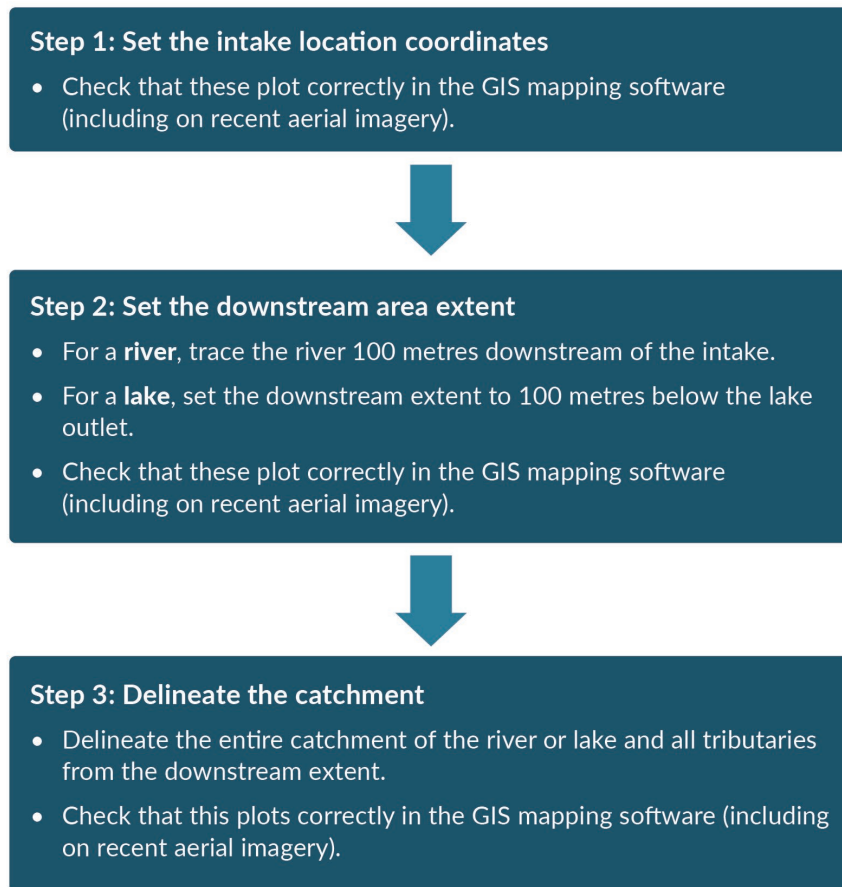 Step 1: Set the intake location coordinates
• Check that these plot correctly in the GIS mapping software
(including on recent aerial imagery).
Step 2: Set the downstream area extent
• For a river, trace the river 100 metres downstream of the intake.
• For a lake, set the downstream extent to 100 metres below the lake
outlet.
• Check that these plot correctly in the GIS mapping software
(including on recent aerial imagery).
Step 3: Delineate the catchment
• Delineate the entire catchment of the river or lake and all tributaries
from the downstream extent.
• Check that this plots correctly in the GIS mapping software (including
on recent aerial imagery).